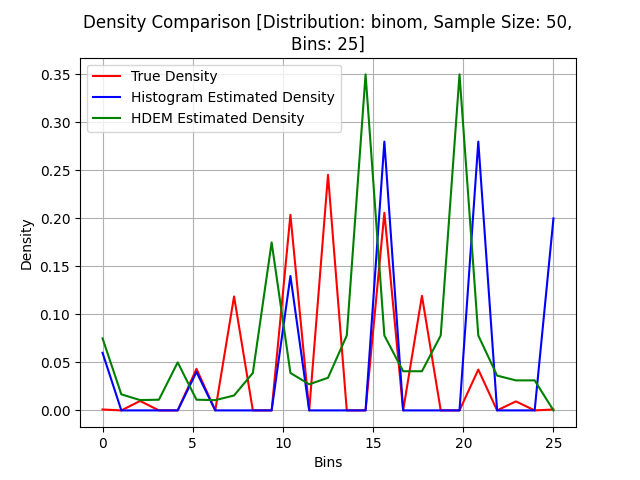 Density Comparison [Distribution: binom, Sample Size: 50,
Bins: 25]
True Density
Histogram Estimated Density
HDEM Estimated Density
0.35
0.30
0.25
0.20
0.15
0.10
0.05
0.00
Density
0 5 10 15 20 25
Bins